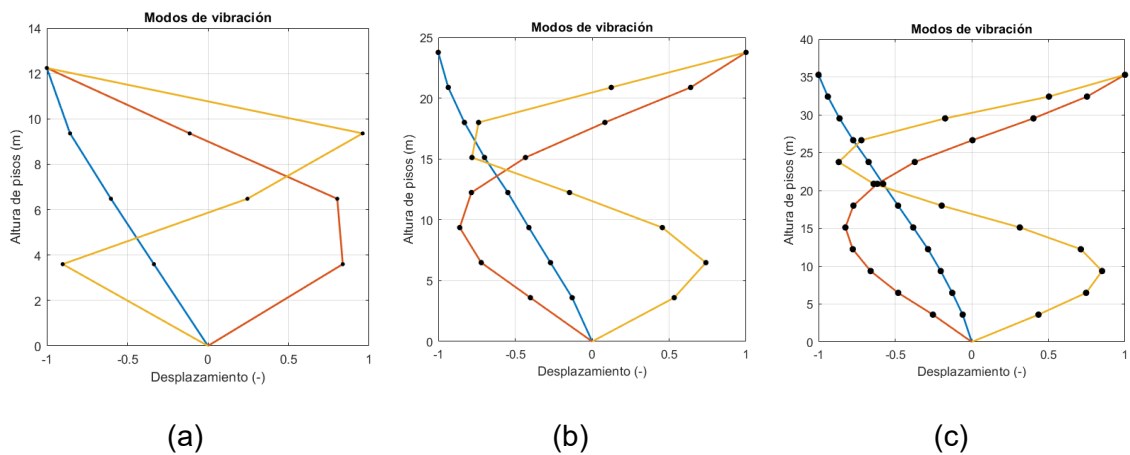 Modos de vibración
14
12
10
8
6
4
2
0
-1 -0.5 0 0.5 1
Altura de pisos (m)
Desplazamiento (-)
(a)
Modos de vibración
25
20
15
10
5
0
-1 -0.5 0 0.5 1
Altura de pisos (m)
Desplazamiento (-)
(b)
Modos de vibración
40
35
30
25
20
15
10
5
0
-1 -0.5 0 0.5 1
Altura de pisos (m)
Desplazamiento (-)
(c)